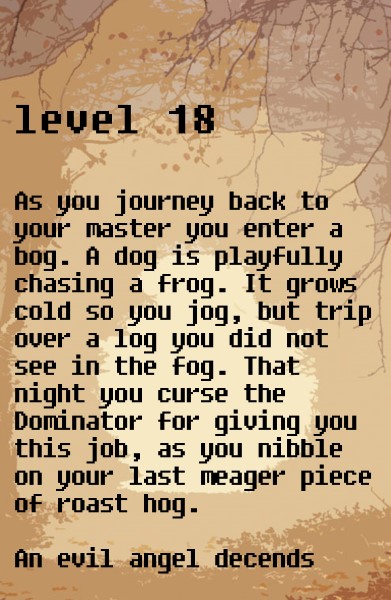 level 18
As you journey back to
your master you enter a
bog. A dog is playfully
chasing a frog. It grows
cold so you jog, but trip
over a log you did not
see in the fog. That
night you curse the
Dominator for giving you
this job, as you nibble
on your last meager piece
of roast hog.
An evil angel decends